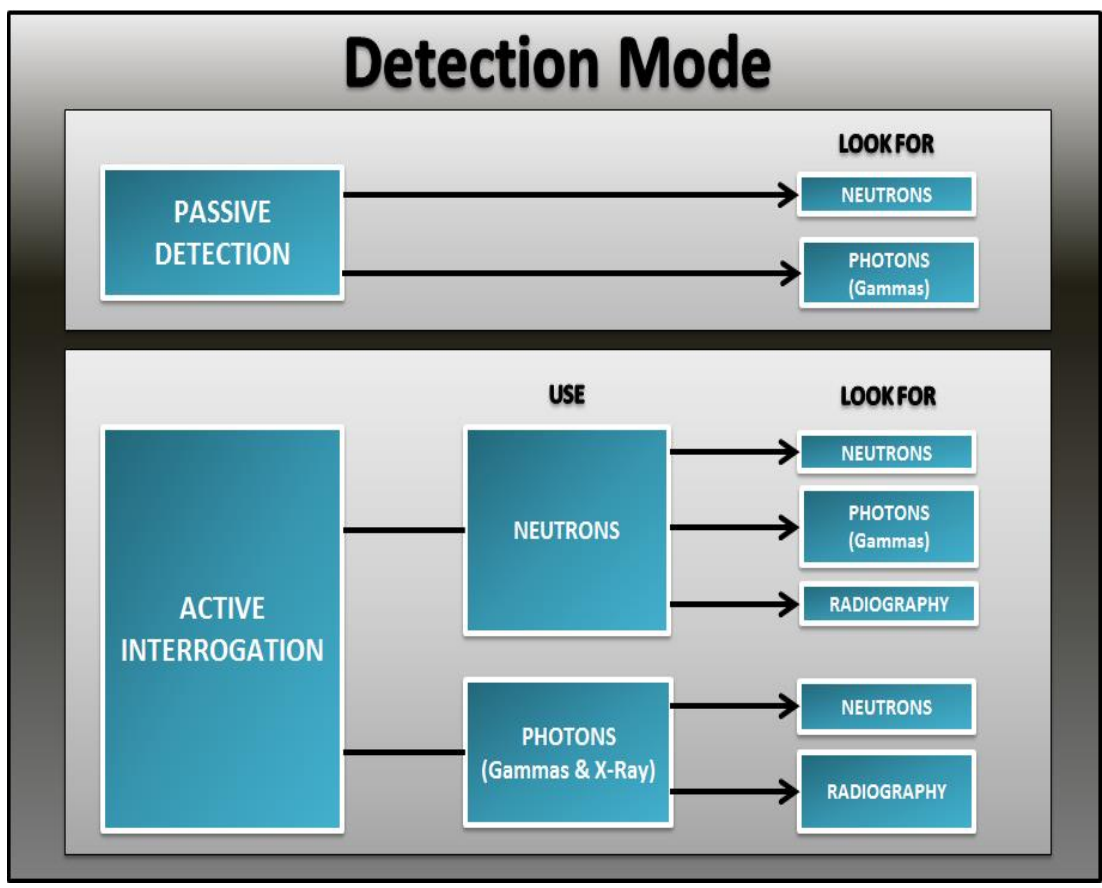 Detection Mode
LOOK FOR
PASSIVE
DETECTION
NEUTRONS
PHOTONS
(Gammas)
USE
LOOK FOR
ACTIVE
INTERROGATION
NEUTRONS
NEUTRONS
PHOTONS
(Gammas)
RADIOGRAPHY
PHOTONS
(Gammas & X-Ray)
NEUTRONS
RADIOGRAPHY